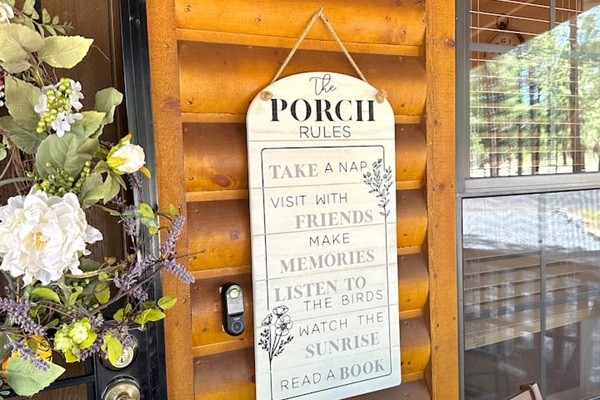 The
PORCH
RULES
TAKE A NAP
VISIT WITH
FRIENDS
MAKE
MEMORIES
LISTEN TO
THE BIRDS
WATCH THE
SUNRISE
READ A BOOK